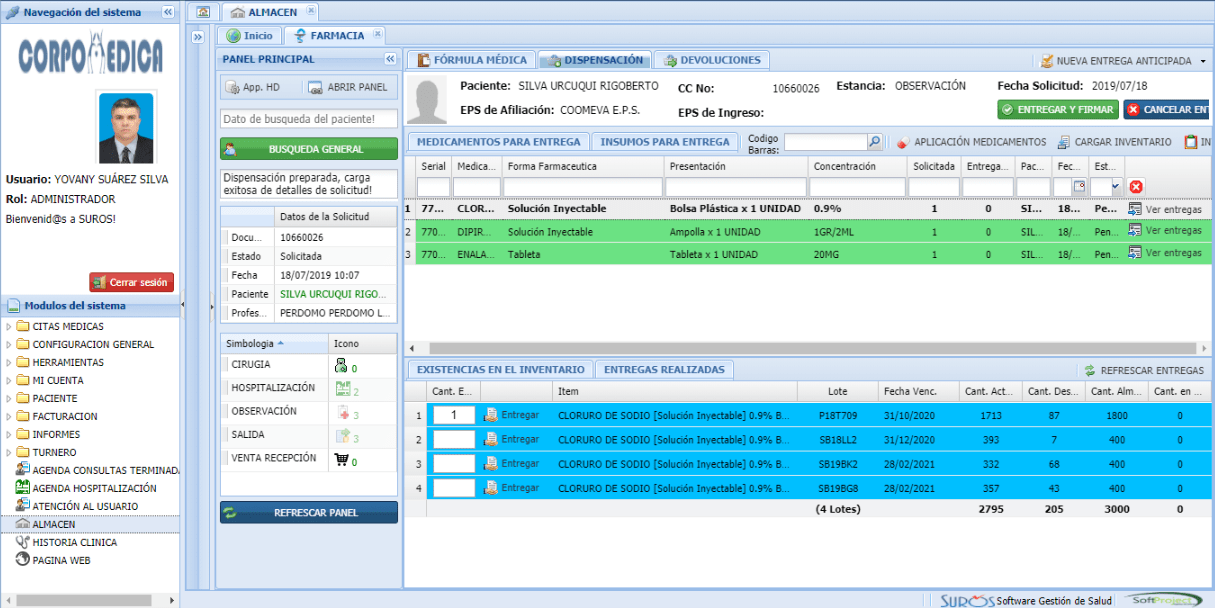 Navegación del sistema
ALMACEN
CORPOMEDICA
Usuario: YOVANY SUÁREZ SILVA
Rol: ADMINISTRADOR
Bienvenid@s a SUROS!
Cerrar sesión
Modulos del sistema
CITAS MEDICAS
CONFIGURACION GENERAL
HERRAMIENTAS
MI CUENTA
PACIENTE
FACTURACION
INFORMES
TURNERO
AGENDA CONSULTAS TERMINAD
AGENDA HOSPITALIZACIÓN
ATENCIÓN AL USUARIO
ALMACEN
HISTORIA CLINICA
PAGINA WEB
Inicio
FARMACIA
PANEL PRINCIPAL
App. HD
ABRIR PANEL
Dato de busqueda del paciente!
BUSQUEDA GENERAL
Dispensación preparada, carga
exitosa de detalles de solicitud!
Datos de la Solicitud
Docu... 10660026
Estado Solicitada
Fecha 18/07/2019 10:07
Paciente SILVA URCUQUI RIGO...
Profes... PERDOMO PERDOMO L...
Simbologia Icono
CIRUGIA 0
HOSPITALIZACIÓN 2
OBSERVACIÓN 3
SALIDA 3
VENTA RECEPCIÓN 0
REFRESCAR PANEL
FÓRMULA MÉDICA
DISPENSACIÓN
DEVOLUCIONES
NUEVA ENTREGA ANTICIPADA
Paciente: SILVA URCUQUI RIGOBERTO CC No: 10660026 Estancia: OBSERVACIÓN Fecha Solicitud: 2019/07/18
EPS de Afiliación: COOMEVA E.P.S. EPS de Ingreso:
ENTREGAR Y FIRMAR
CANCELAR ENT
MEDICAMENTOS PARA ENTREGA
INSUMOS PARA ENTREGA
Codigo
Barras:
APLICACIÓN MEDICAMENTOS
CARGAR INVENTARIO
IN
Serial Medica... Forma Farmaceutica Presentación Concentración Solicitada Entrega... Pac... Fec... Est...
1 77... CLOR... Solución Inyectable Bolsa Plástica x 1 UNIDAD 0.9% 1 0 SI... 18... Pe... Ver entregas
2 770... DIPIR... Solución Inyectable Ampolla x 1 UNIDAD 1GR/2ML 1 0 SIL... 18/... Pen... Ver entregas
3 770... ENALA... Tableta Tableta x 1 UNIDAD 20MG 1 0 SIL... 18/... Pen... Ver entregas
EXISTENCIAS EN EL INVENTARIO
ENTREGAS REALIZADAS
REFRESCAR ENTREGAS
Cant. E... Item Lote Fecha Venc. Cant. Act... Cant. Des... Cant. Alm... Cant. en ...
1 1 Entregar CLORURO DE SODIO [Solución Inyectable] 0.9% B... P18T709 31/10/2020 1713 87 1800 0
2 Entregar CLORURO DE SODIO [Solución Inyectable] 0.9% B... SB18LL2 31/12/2020 393 7 400 0
3 Entregar CLORURO DE SODIO [Solución Inyectable] 0.9% B... SB19BK2 28/02/2021 332 68 400 0
4 Entregar CLORURO DE SODIO [Solución Inyectable] 0.9% B... SB19BG8 28/02/2021 357 43 400 0
(4 Lotes) 2795 205 3000 0
SUROS Software Gestión de Salud SoftProject